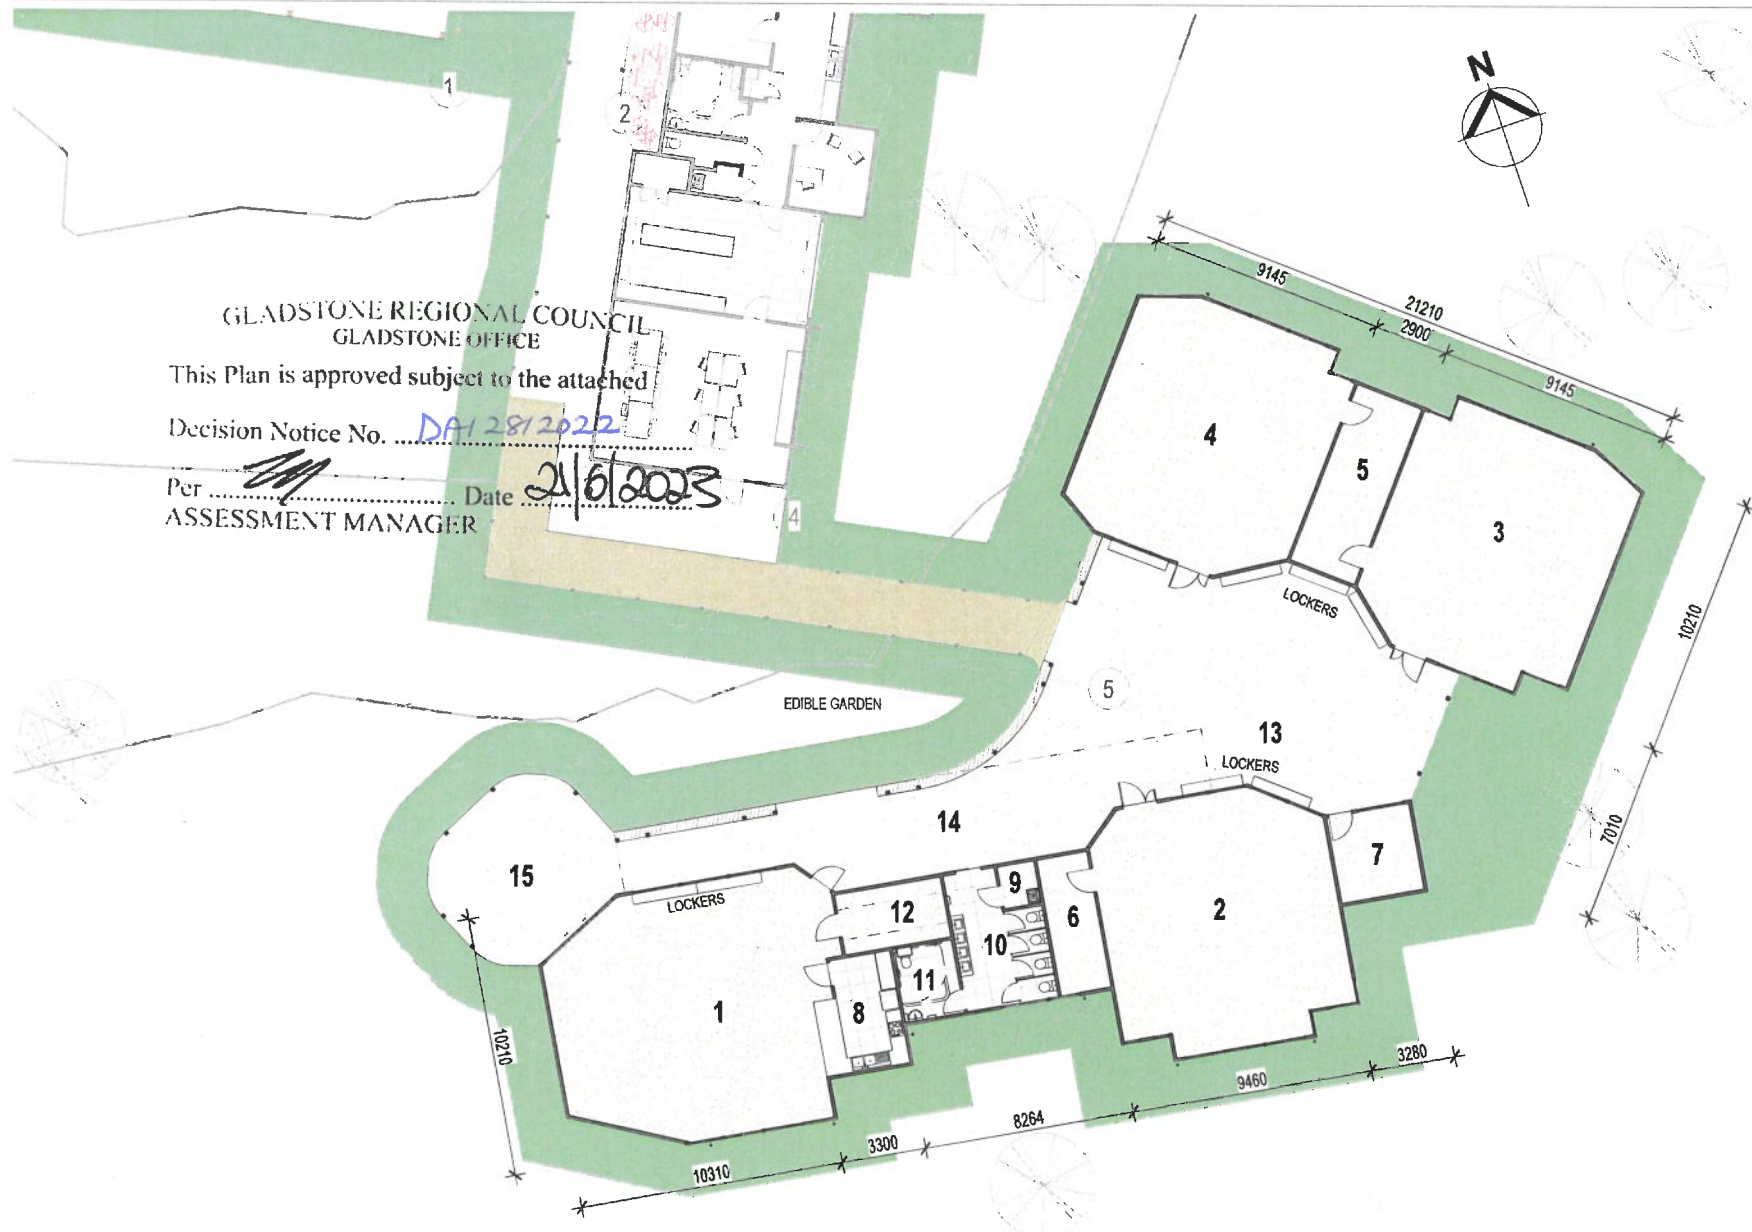 1
2
N
9145
21210
2900
9145
GLADSTONE REGIONAL COUNCIL
GLADSTONE OFFICE
This Plan is approved subject to the attached
Decision Notice No. DA/28/2022
Per Date 21/6/2023
ASSESSMENT MANAGER
4
4
5
3
LOCKERS
10210
EDIBLE GARDEN
5
13
LOCKERS
14
7010
15
LOCKERS
12
9
7
6
2
10
11
1
8
10210
3280
9460
8264
3300
10310